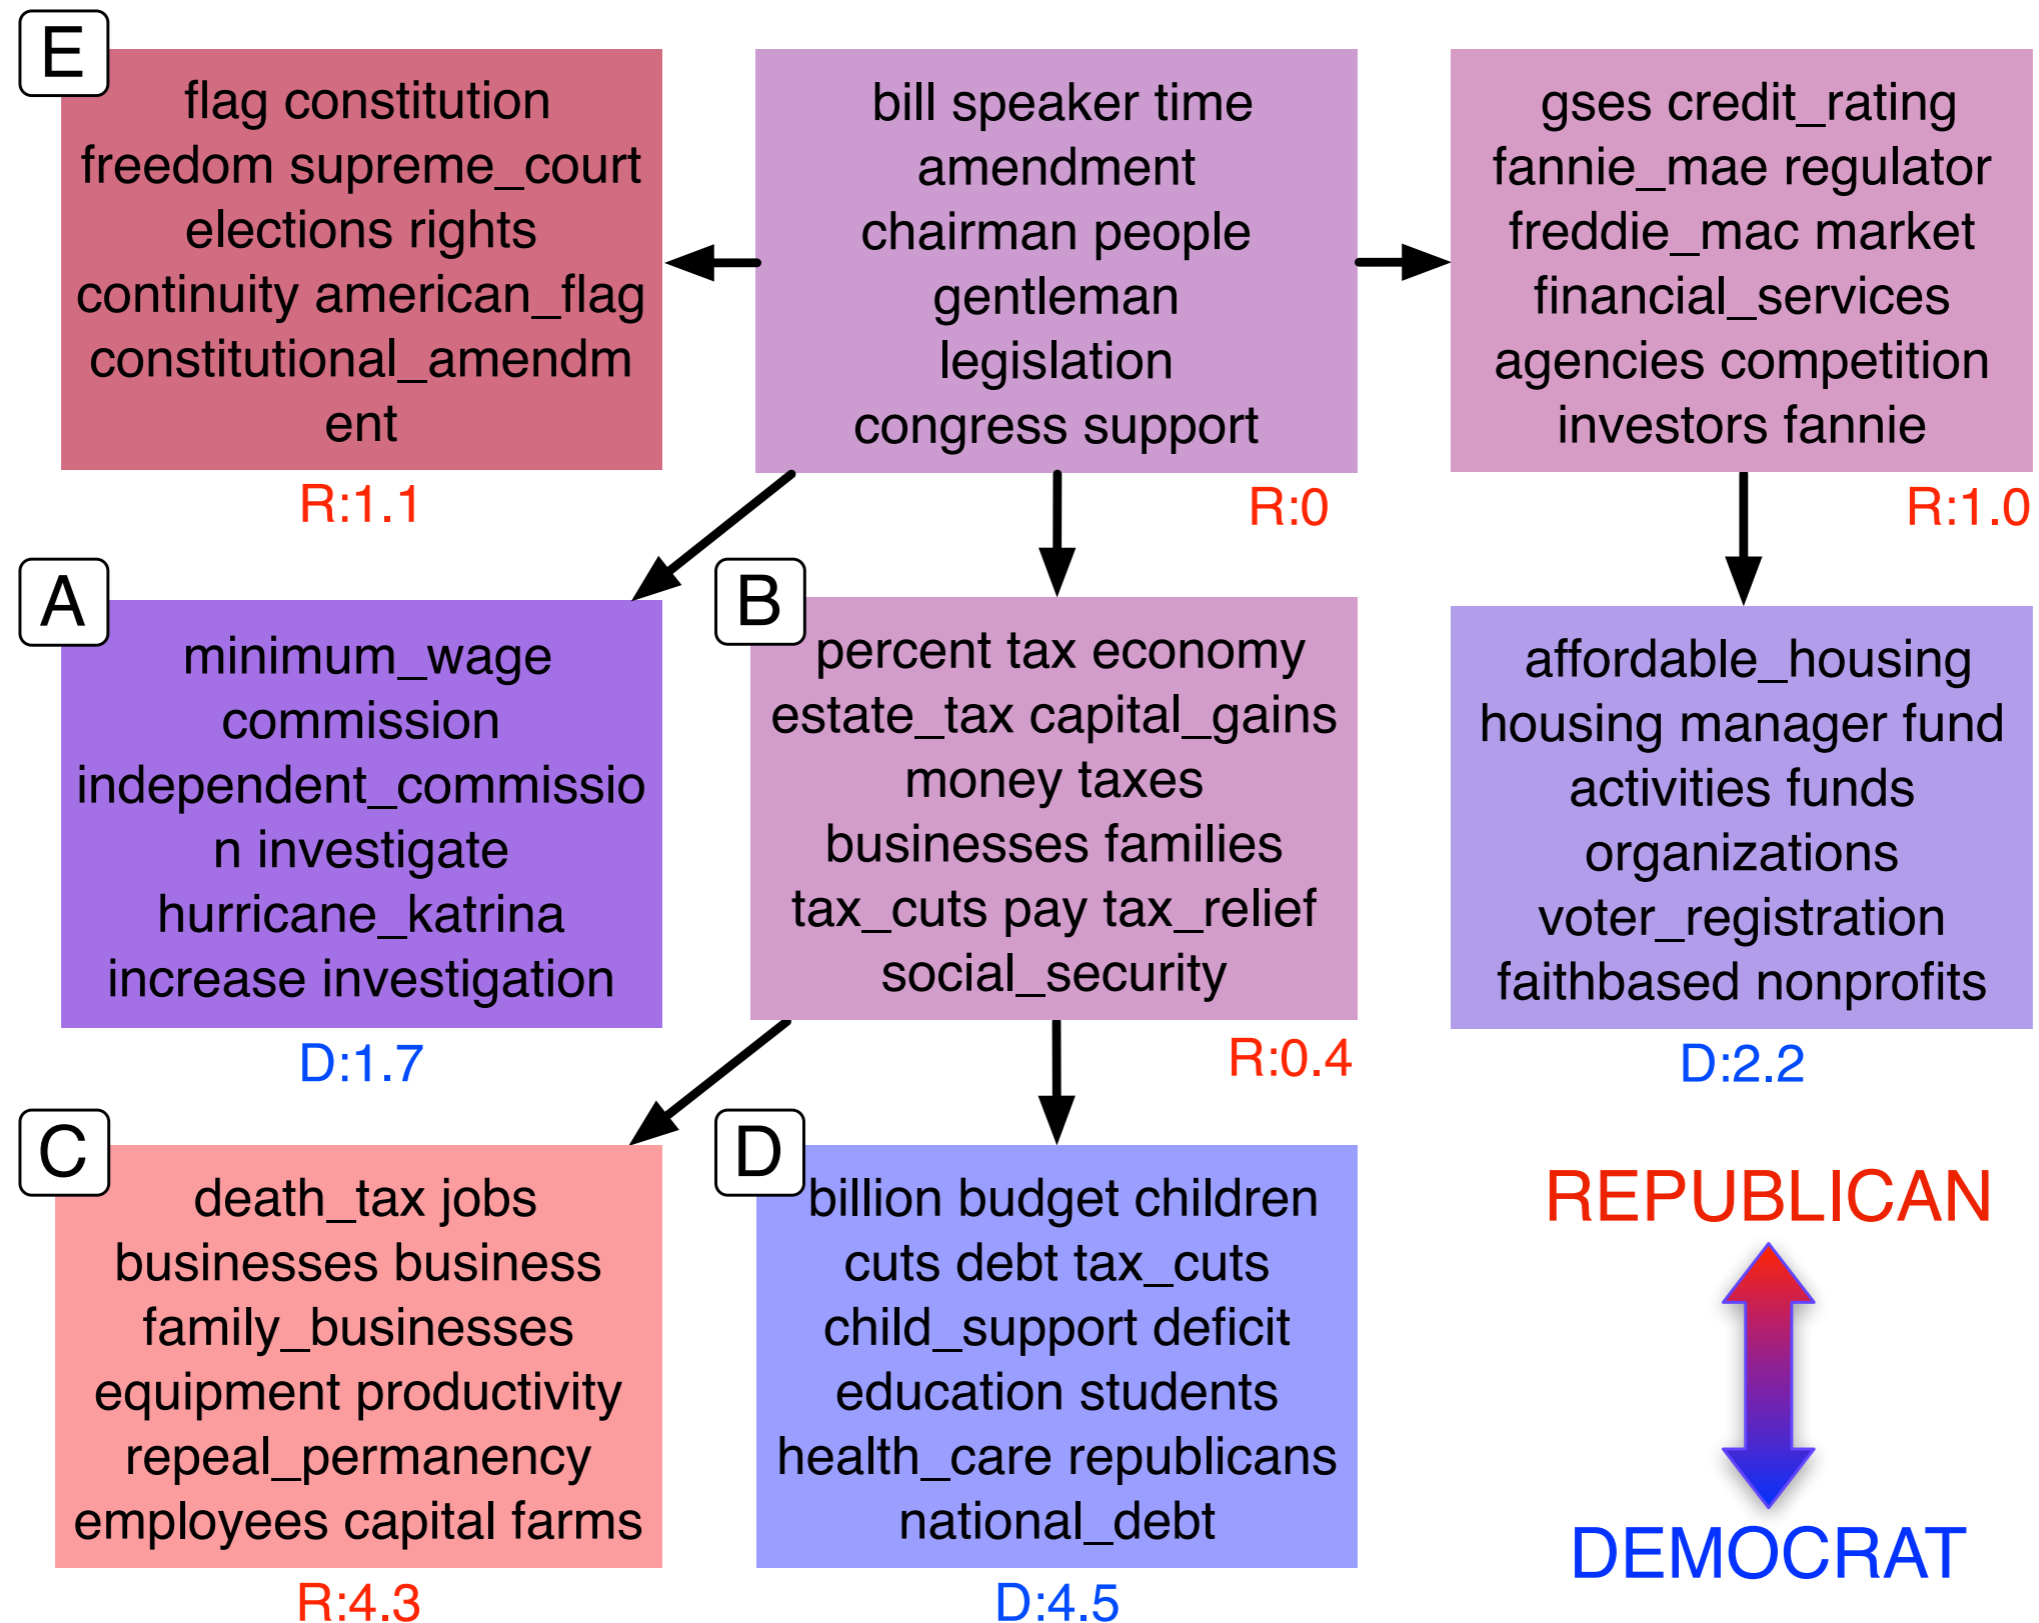 E
flag constitution
freedom supreme_court
elections rights
continuity american_flag
constitutional_amendm
ent
R:1.1
bill speaker time
amendment
chairman people
gentleman
legislation
congress support
R:0
gses credit_rating
fannie_mae regulator
freddie_mac market
financial_services
agencies competition
investors fannie
R:1.0
A
minimum_wage
commission
independent_commissio
n investigate
hurricane_katrina
increase investigation
D:1.7
B
percent tax economy
estate_tax capital_gains
money taxes
businesses families
tax_cuts pay tax_relief
social_security
R:0.4
affordable_housing
housing manager fund
activities funds
organizations
voter_registration
faithbased nonprofits
D:2.2
C
death_tax jobs
businesses business
family_businesses
equipment productivity
repeal_permanency
employees capital farms
R:4.3
D
billion budget children
cuts debt tax_cuts
child_support deficit
education students
health_care republicans
national_debt
D:4.5
REPUBLICAN
DEMOCRAT